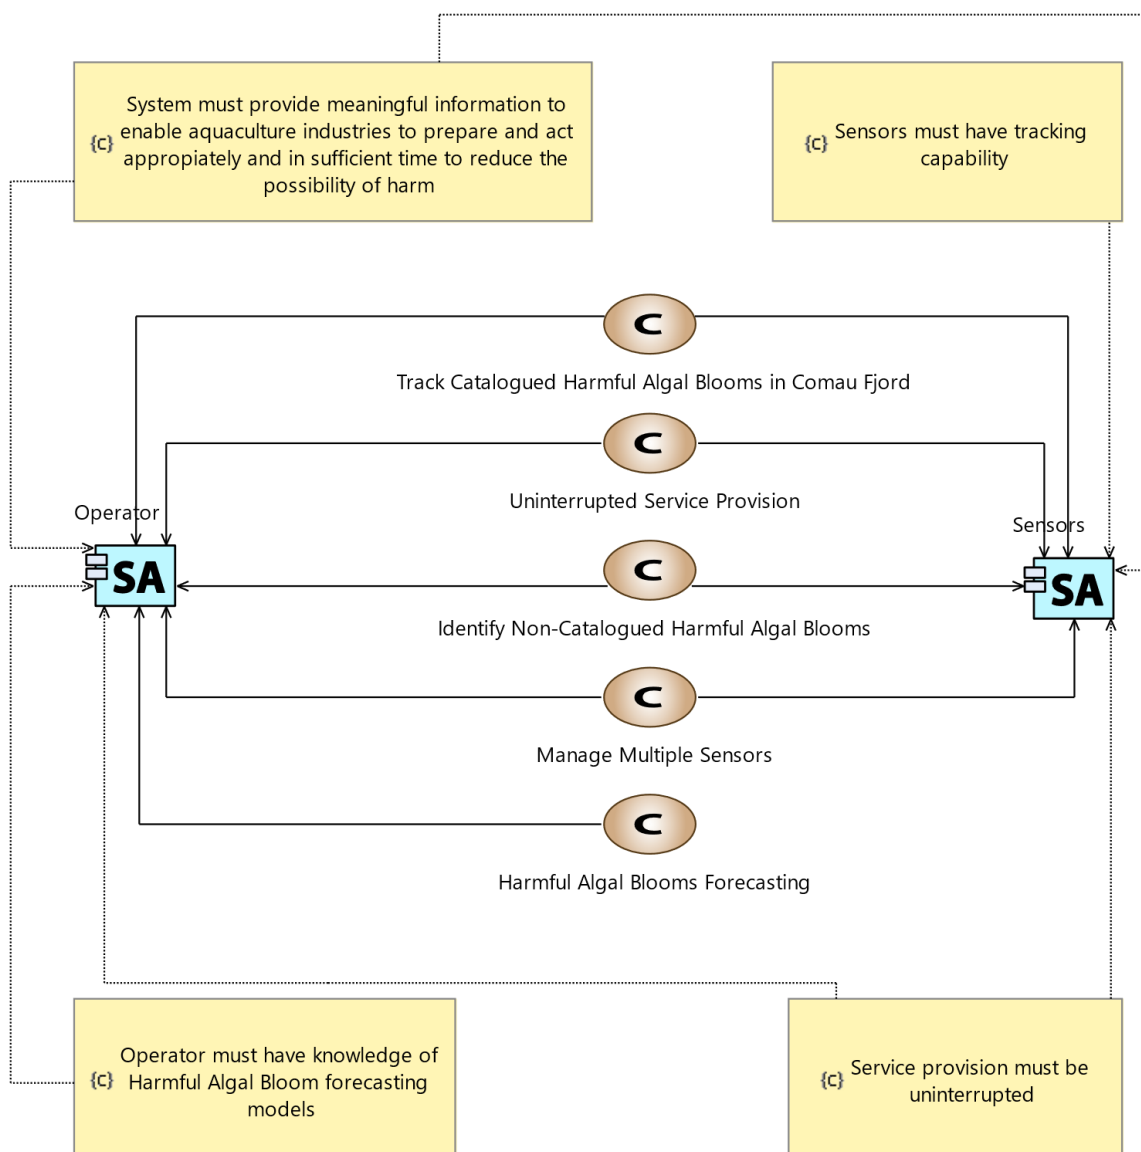 System must provide meaningful information to
{c} enable aquaculture industries to prepare and act
appropiately and in sufficient time to reduce the
possibility of harm
{c} Sensors must have tracking
capability
C
Track Catalogued Harmful Algal Blooms in Comau Fjord
C
Uninterrupted Service Provision
Operator
SA
Sensors
SA
C
Identify Non-Catalogued Harmful Algal Blooms
C
Manage Multiple Sensors
C
Harmful Algal Blooms Forecasting
Operator must have knowledge of
{c} Harmful Algal Bloom forecasting
models
{c} Service provision must be
uninterrupted